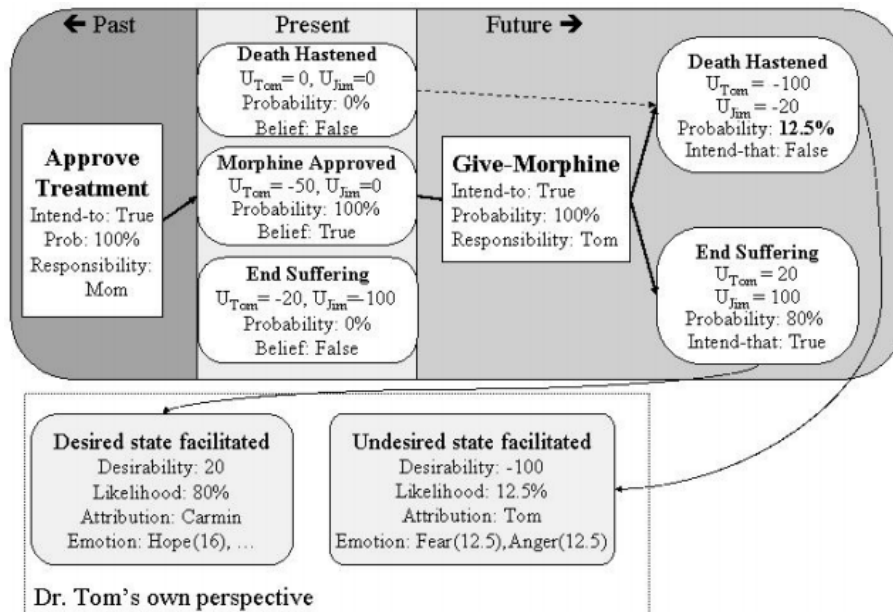 ← Past
Present
Future →
Death Hastened
U_Tom= 0, U_Jim=0
Probability: 0%
Belief: False
Death Hastened
U_Tom= -100
U_Jim= -20
Probability: 12.5%
Intend-that: False
Approve
Treatment
Intend-to: True
Prob: 100%
Responsibility:
Mom
Morphine Approved
U_Tom= -50, U_Jim=0
Probability: 100%
Belief: True
Give-Morphine
Intend-to: True
Probability: 100%
Responsibility: Tom
End Suffering
U_Tom= -20, U_Jim=-100
Probability: 0%
Belief: False
End Suffering
U_Tom= 20
U_Jim= 100
Probability: 80%
Intend-that: True
Desired state facilitated
Desirability: 20
Likelihood: 80%
Attribution: Carmin
Emotion: Hope(16), ...
Undesired state facilitated
Desirability: -100
Likelihood: 12.5%
Attribution: Tom
Emotion: Fear(12.5),Anger(12.5)
Dr. Tom's own perspective